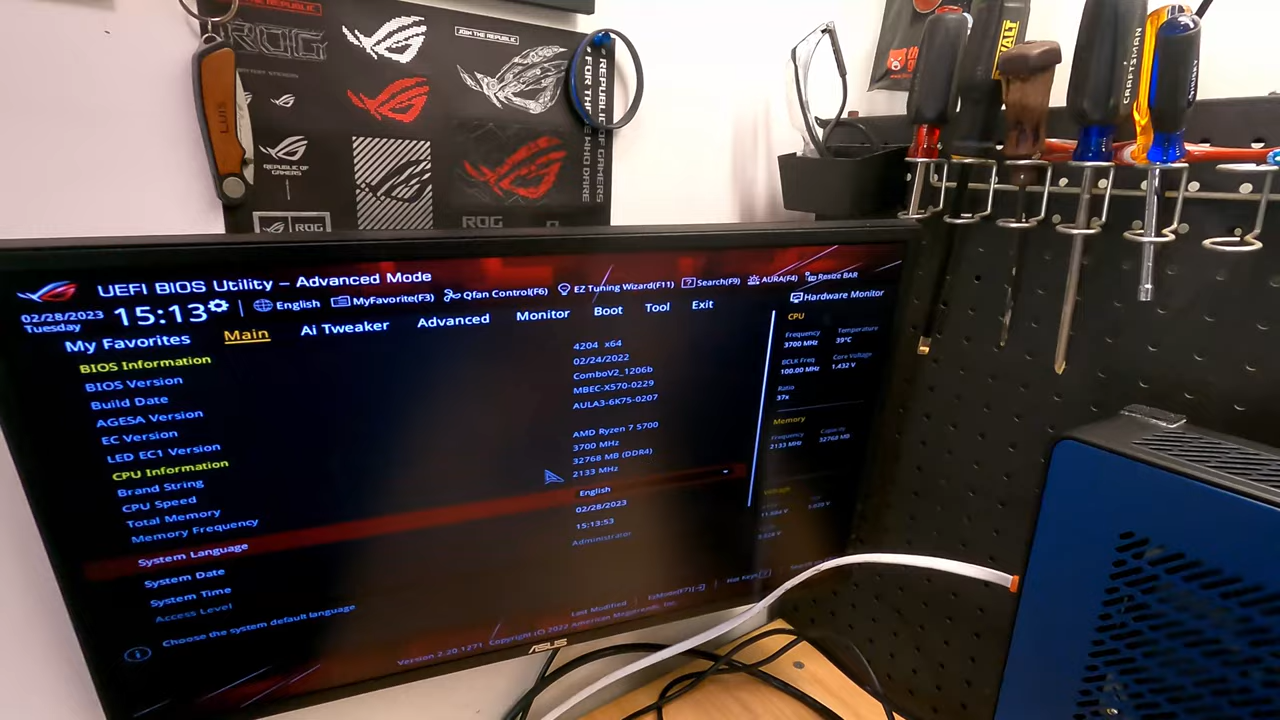 ROG
JOIN THE REPUBLIC
REPUBLIC OF GAMERS
FOR THOSE WHO DARE
REPUBLIC OF
GAMERS
ROG
ROG
LUIS
CRAFTSMAN
HUSKY
UEFI BIOS Utility – Advanced Mode
02/28/2023
Tuesday
15:13
English
MyFavorite(F3)
Qfan Control(F6)
EZ Tuning Wizard(F11)
Search(F9)
AURA(F4)
Resize BAR
My Favorites Main Ai Tweaker Advanced Monitor Boot Tool Exit
Hardware Monitor
BIOS Information
BIOS Version 4204 x64
Build Date 02/24/2022
AGESA Version ComboV2_1206b
EC Version MBEC-X570-0229
LED EC1 Version AULA3-6K75-0207
CPU Information
Brand String AMD Ryzen 7 5700
CPU Speed 3700 MHz
Total Memory 32768 MB (DDR4)
Memory Frequency 2133 MHz
System Language English
System Date 02/28/2023
System Time 15:13:53
Access Level Administrator
Choose the system default language
CPU
Frequency Temperature
3700 MHz 39°C
BCLK Freq Core Voltage
100.00 MHz 1.432 V
Ratio
37x
Memory
Frequency Capacity
2133 MHz 32768 MB
Voltage
Last Modified
EzMode(F7)
Hot Keys
Version 2.20.1271 Copyright (C) 2022 American Megatrends, Inc.
ASUS